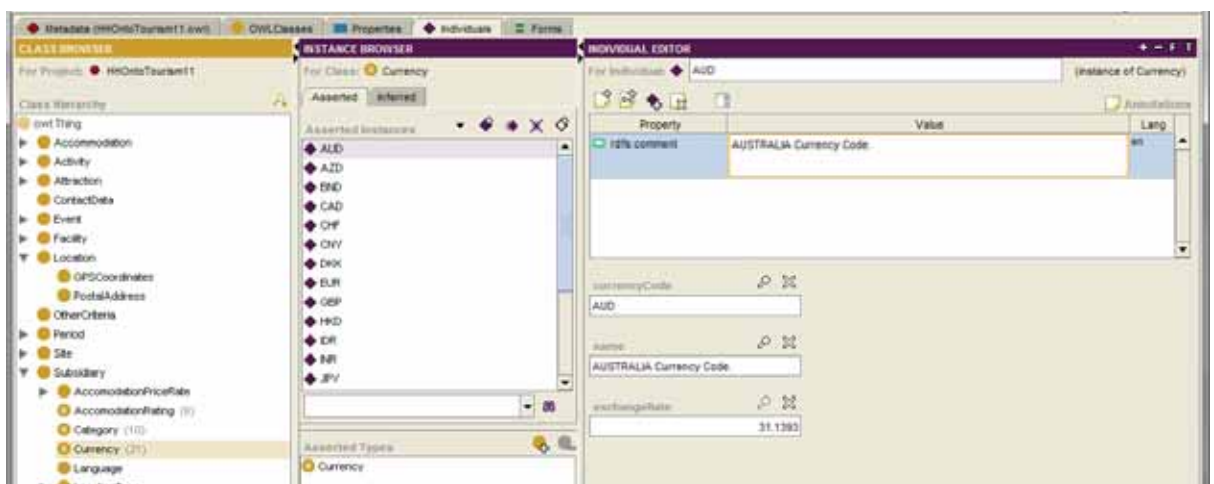 Metadata (HHOntoTourism11.owl)
OWLClasses
Properties
Individuals
Forms
CLASS BROWSER
For Project: HHOntoTourism11
Class Hierarchy
owl:Thing
Accommodation
Activity
Attraction
ContactData
Event
Facility
Location
GPSCoordinates
PostalAddress
OtherCriteria
Period
Site
Subsidiary
AccomodationPriceRate
AccomodationRating
Category (10)
Currency (21)
Language
INSTANCE BROWSER
For Class: Currency
Asserted
Inferred
Asserted Instances
AUD
AZD
BND
CAD
CHF
CNY
DKK
EUR
GBP
HKD
IDR
INR
JPY
Asserted Types
Currency
INDIVIDUAL EDITOR
+ - F T
For Individual: AUD
(instance of Currency)
Annotations
Property
Value
Lang
rdfs:comment
AUSTRALIA Currency Code.
en
currencyCode
AUD
name
AUSTRALIA Currency Code.
exchangeRate
31.1393